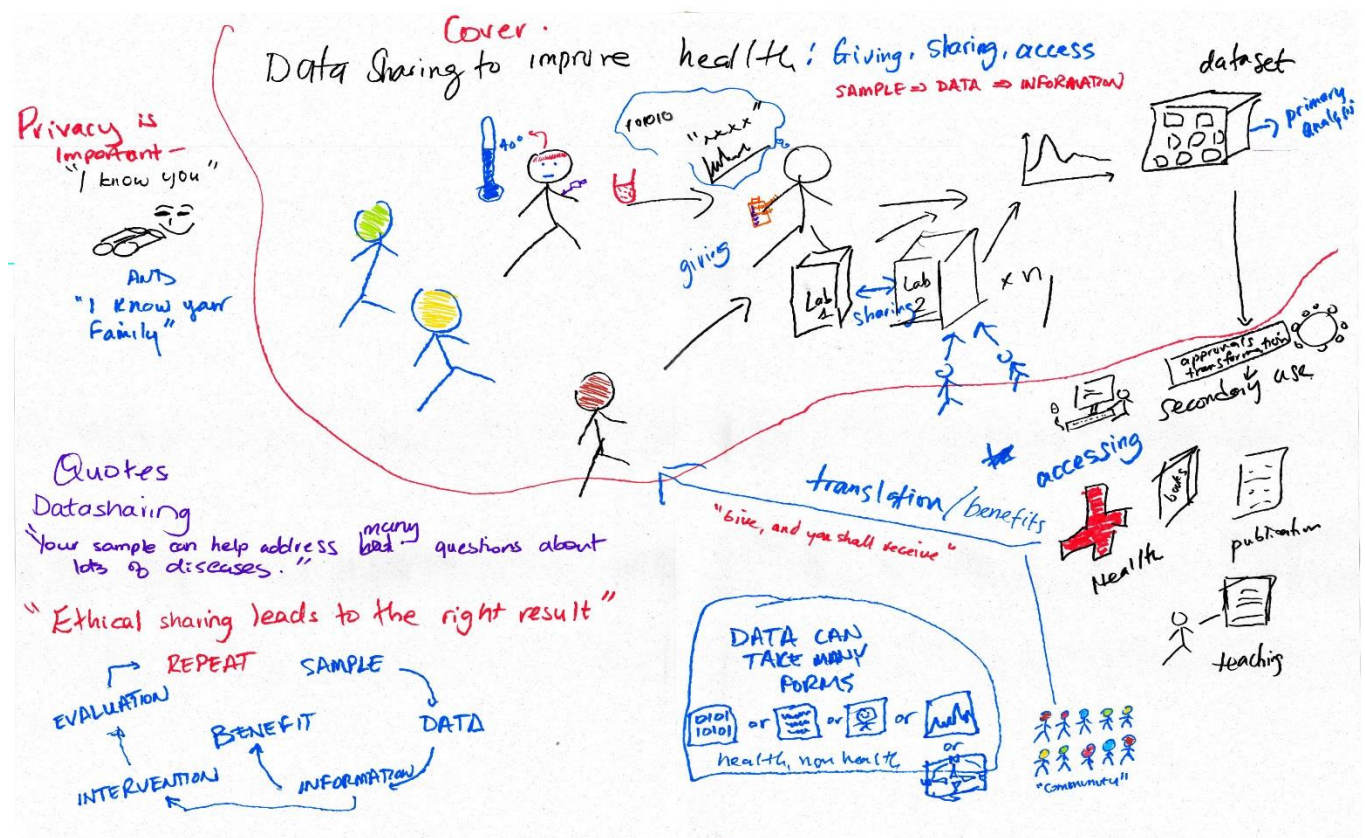 Cover.
Data Sharing to improve health: Giving, sharing, access
SAMPLE => DATA => INFORMATION
dataset
primary
analysis
Privacy is
important -
"I know you"
AND
"I know your
Family"
40°
101010
"xxxx"
giving
Lab
1
sharing
Lab
2
x n
approvals
transformation
secondary use
accessing
translation/benefits
"Give, and you shall receive"
Health
books
publication
teaching
Quotes
Datasharing
"Your sample can help address many questions about
lots of diseases."
"Ethical sharing leads to the right result"
REPEAT
SAMPLE
EVALUATION
BENEFIT
DATA
INTERVENTION
INFORMATION
DATA CAN
TAKE MANY
FORMS
0101
10101
or
or
or
or
health, non health
"Community"